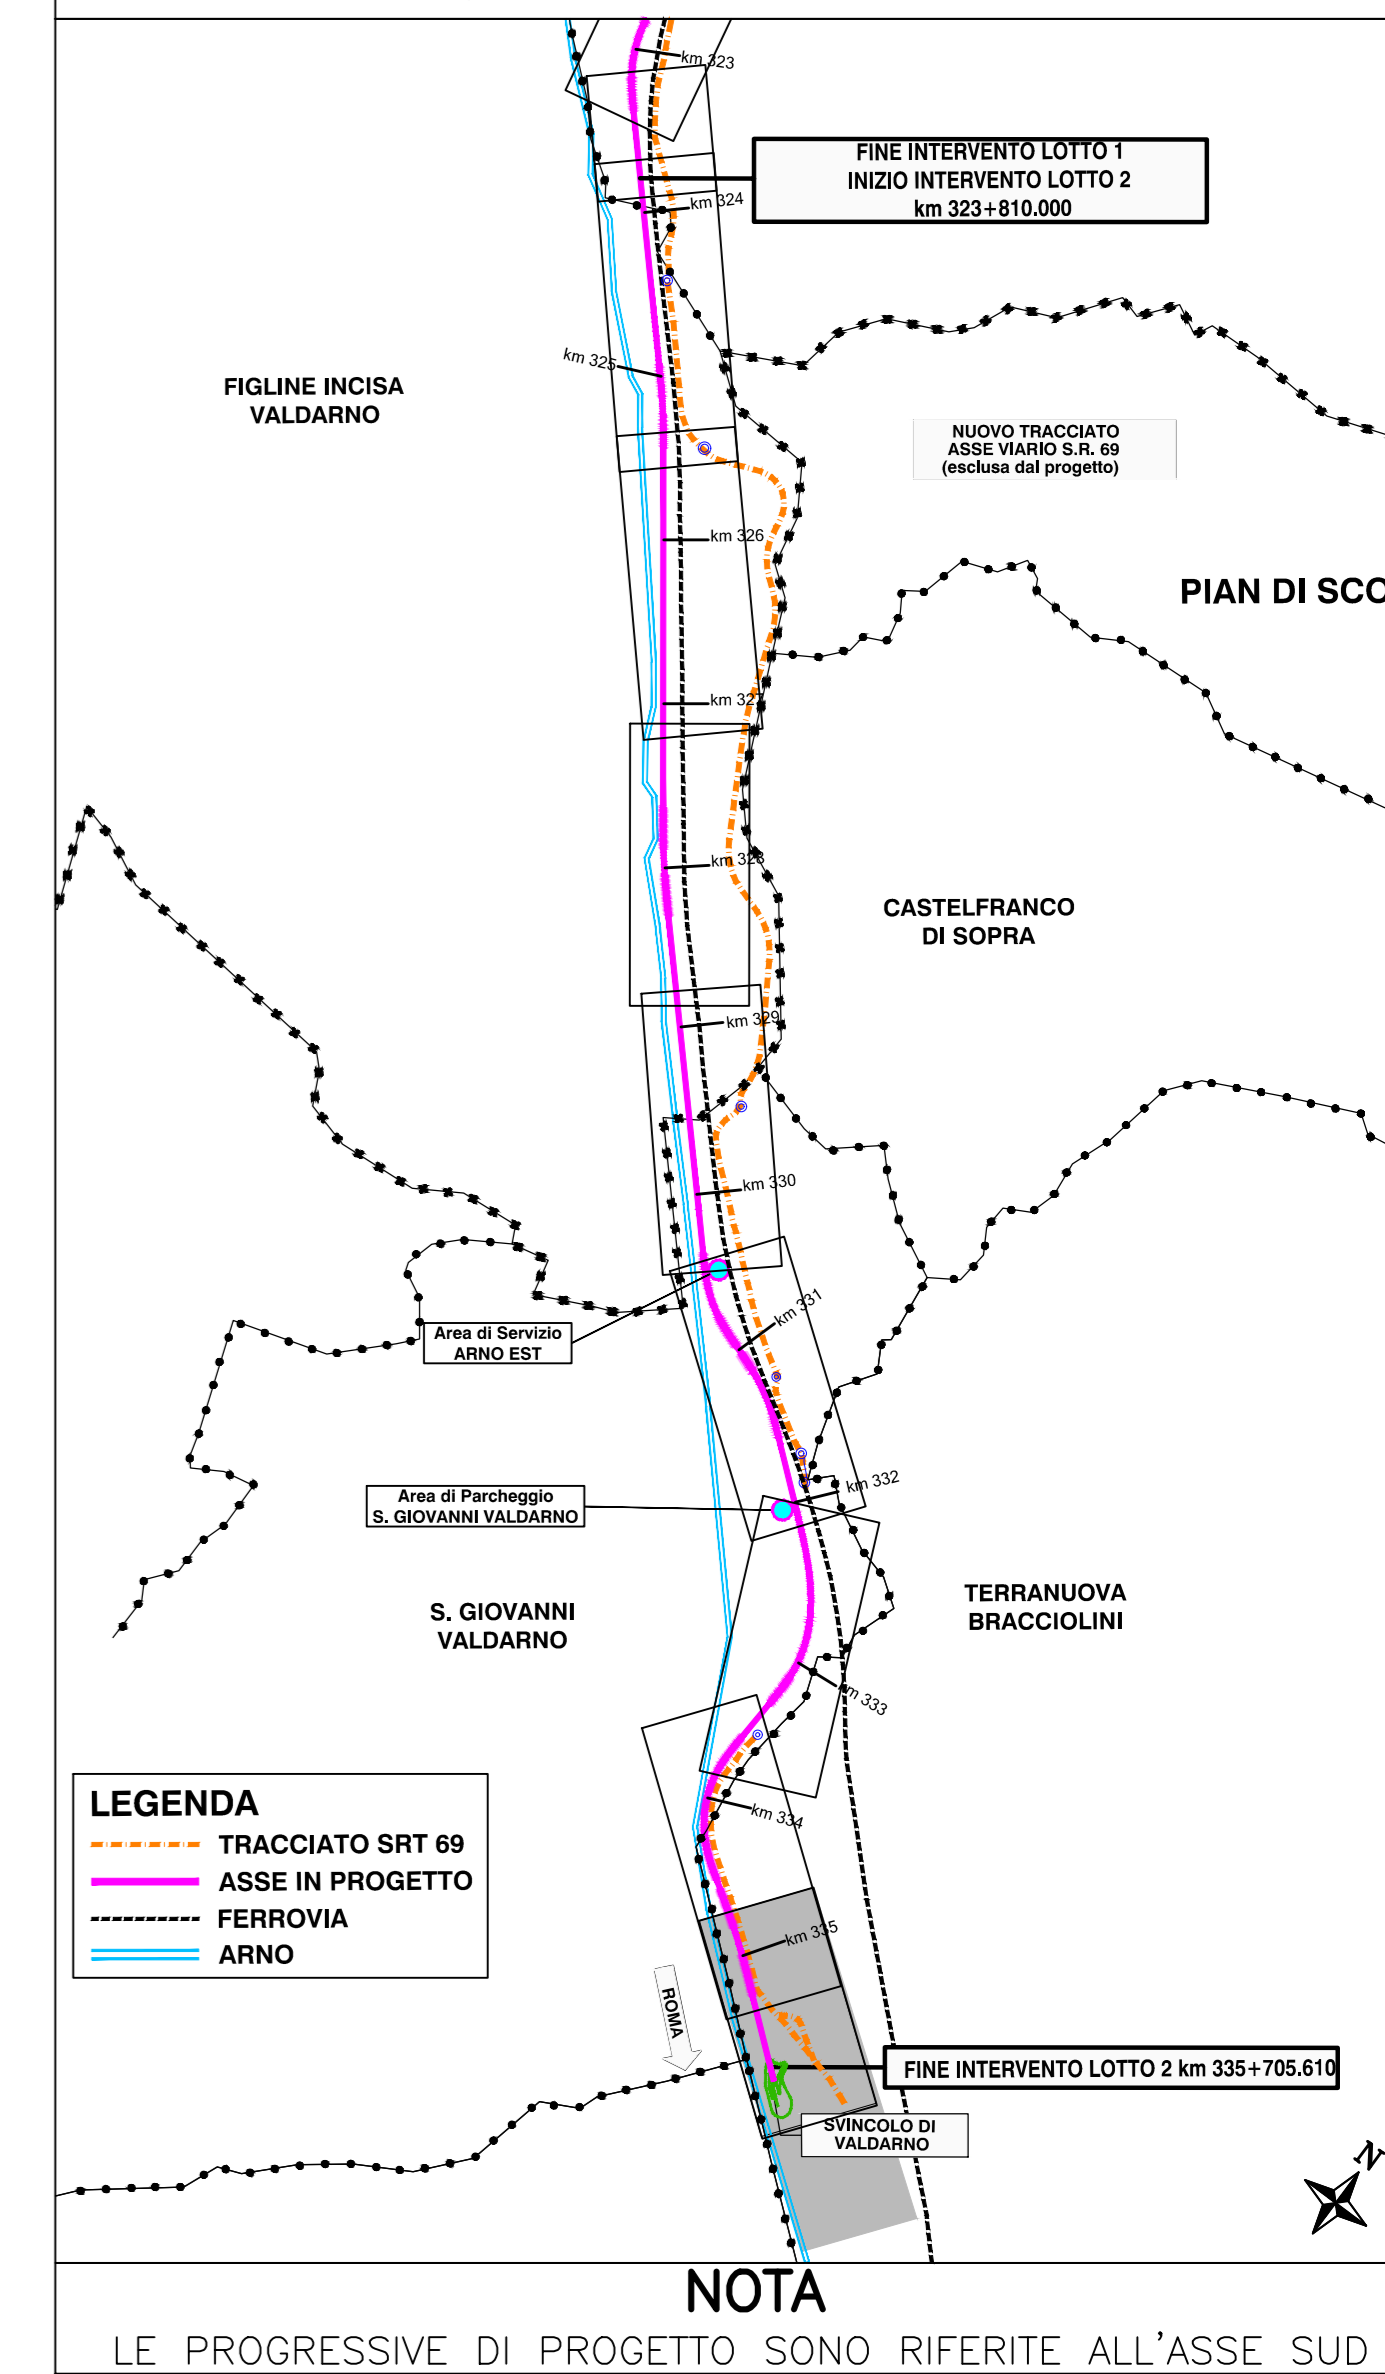 km 323
FINE INTERVENTO LOTTO 1
INIZIO INTERVENTO LOTTO 2
km 323+810.000
km 324
km 325
FIGLINE INCISA
VALDARNO
NUOVO TRACCIATO
ASSE VIARIO S.R. 69
(esclusa dal progetto)
km 326
PIAN DI SCO
km 327
km 328
CASTELFRANCO
DI SOPRA
km 329
km 330
km 331
Area di Servizio
ARNO EST
km 332
Area di Parcheggio
S. GIOVANNI VALDARNO
S. GIOVANNI
VALDARNO
TERRANUOVA
BRACCIOLINI
km 333
km 334
LEGENDA
TRACCIATO SRT 69
ASSE IN PROGETTO
FERROVIA
ARNO
km 335
ROMA
FINE INTERVENTO LOTTO 2 km 335+705.610
SVINCOLO DI
VALDARNO
N
NOTA
LE PROGRESSIVE DI PROGETTO SONO RIFERITE ALL'ASSE SUD